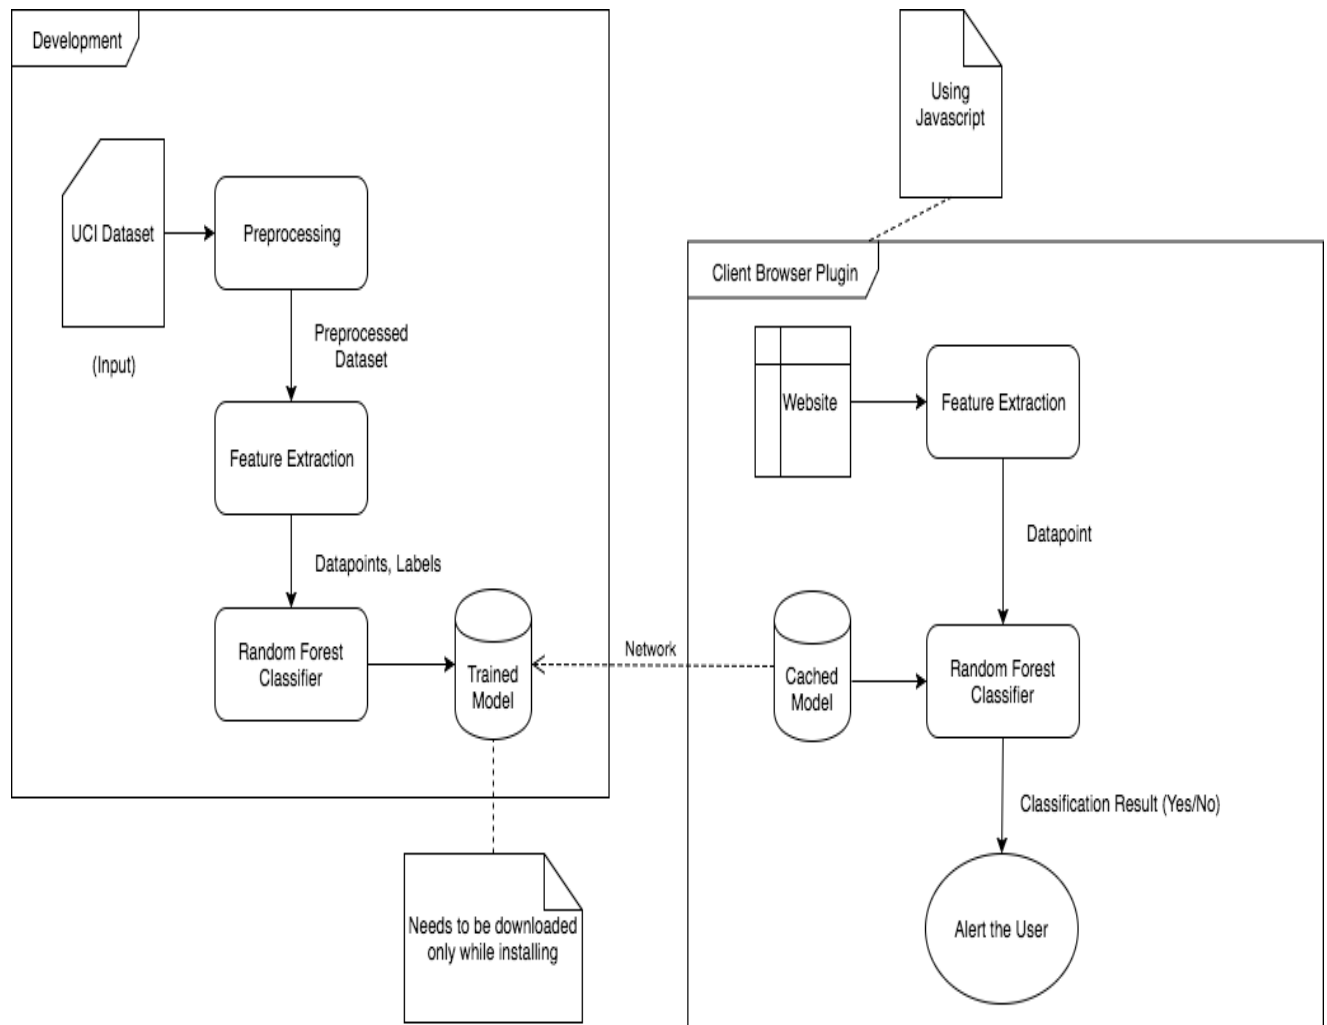 Development
UCI Dataset
(Input)
Preprocessing
Preprocessed
Dataset
Feature Extraction
Datapoints, Labels
Random Forest
Classifier
Trained
Model
Needs to be downloaded
only while installing
Network
Using
Javascript
Client Browser Plugin
Website
Feature Extraction
Datapoint
Cached
Model
Random Forest
Classifier
Classification Result (Yes/No)
Alert the User